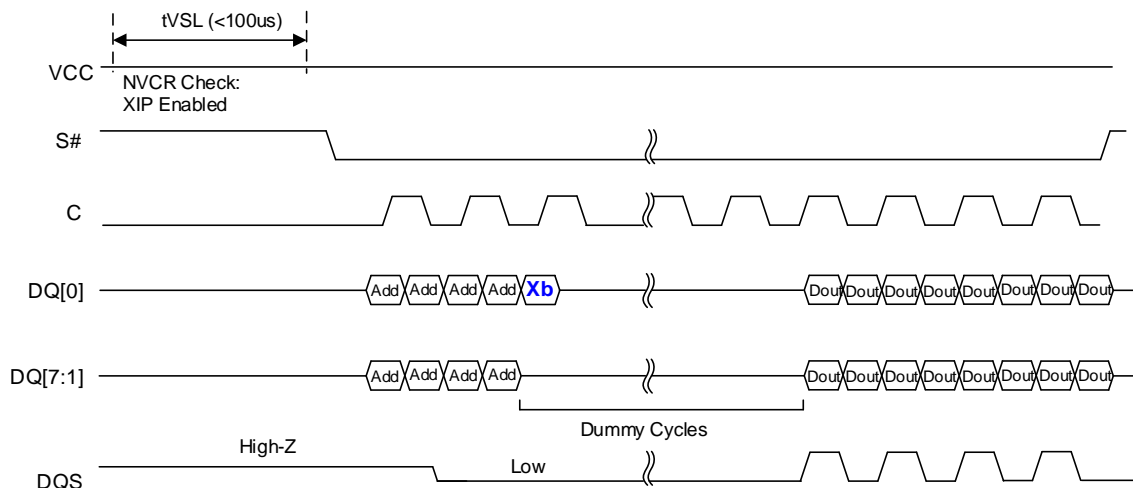 tVSL (<100us)
VCC
NVCR Check:
XIP Enabled
S#
C
DQ[0] Add Add Add Add Xb Dout Dout Dout Dout Dout Dout Dout Dout
DQ[7:1] Add Add Add Add Dout Dout Dout Dout Dout Dout Dout Dout
Dummy Cycles
High-Z
Low
DQS